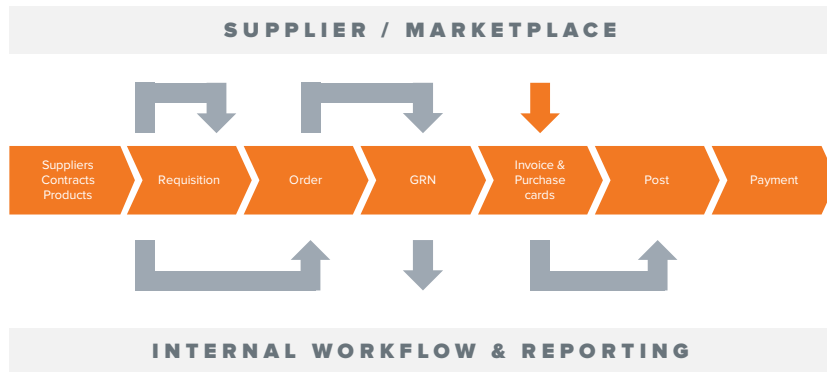 SUPPLIER / MARKETPLACE
Suppliers
Contracts
Products
Requisition
Order
GRN
Invoice &
Purchase
cards
Post
Payment
INTERNAL WORKFLOW & REPORTING